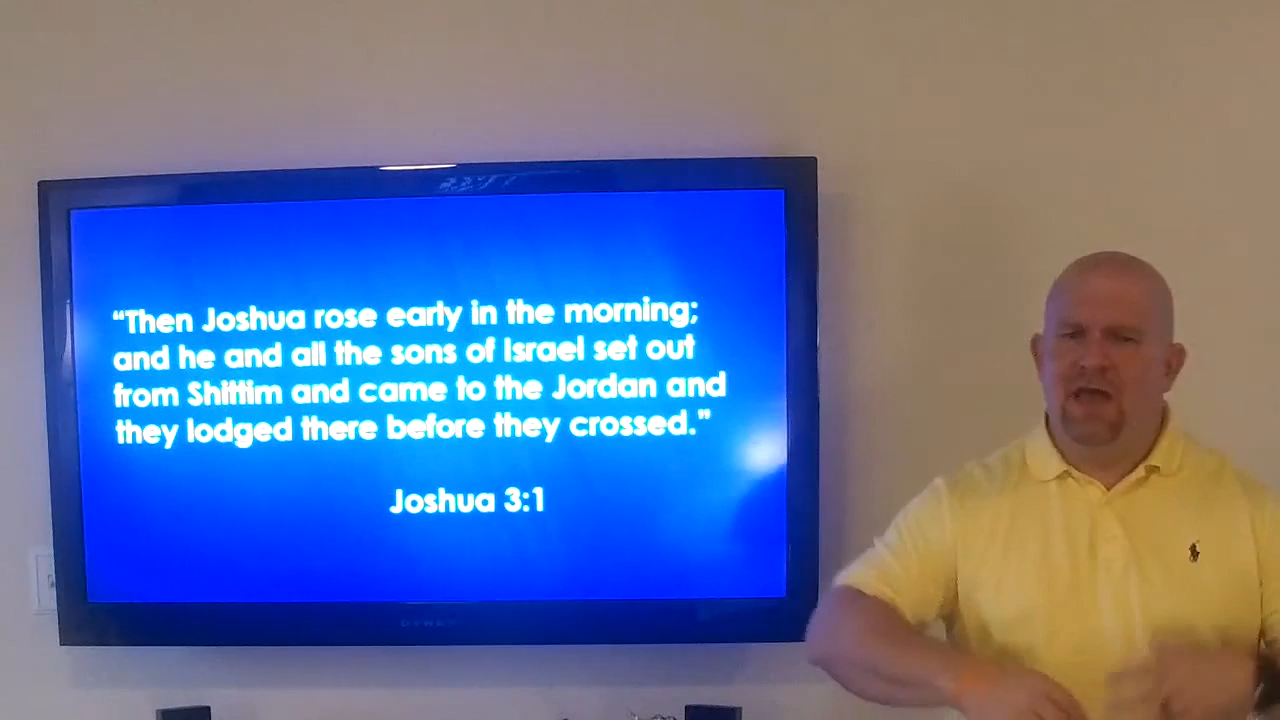 “Then Joshua rose early in the morning;
and he and all the sons of Israel set out
from Shittim and came to the Jordan and
they lodged there before they crossed.”
Joshua 3:1